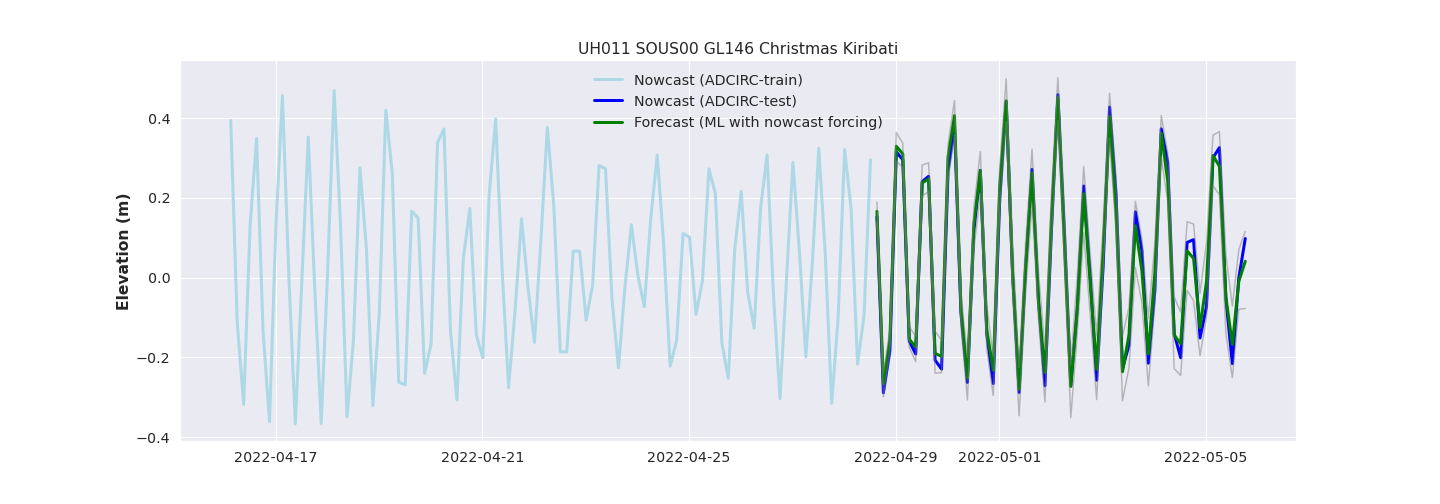 UH011 SOUS00 GL146 Christmas Kiribati
Nowcast (ADCIRC-train)
Nowcast (ADCIRC-test)
Forecast (ML with nowcast forcing)
Elevation (m)
0.4
0.2
0.0
−0.2
−0.4
2022-04-17
2022-04-21
2022-04-25
2022-04-29
2022-05-01
2022-05-05